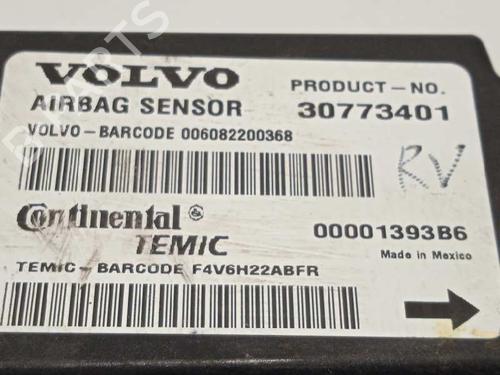 VOLVO
PRODUCT-NO.
AIRBAG SENSOR 30773401
VOLVO-BARCODE 006082200368
RV
Continental®
TEMIC
00001393B6
Made in Mexico
TEMIC-BARCODE F4V6H22ABFR
B PARTS